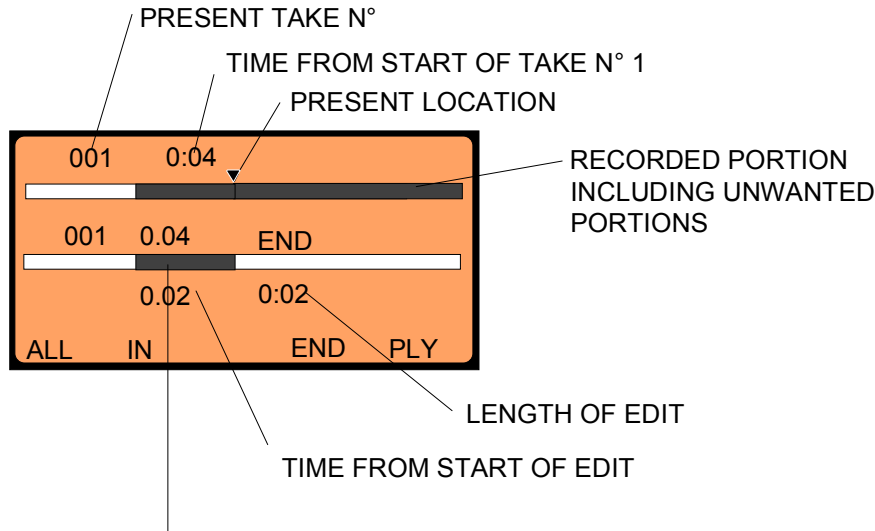 PRESENT TAKE N°
TIME FROM START OF TAKE N° 1
PRESENT LOCATION
001 0:04
RECORDED PORTION
INCLUDING UNWANTED
PORTIONS
001 0.04 END
0.02 0:02
ALL IN END PLY
LENGTH OF EDIT
TIME FROM START OF EDIT